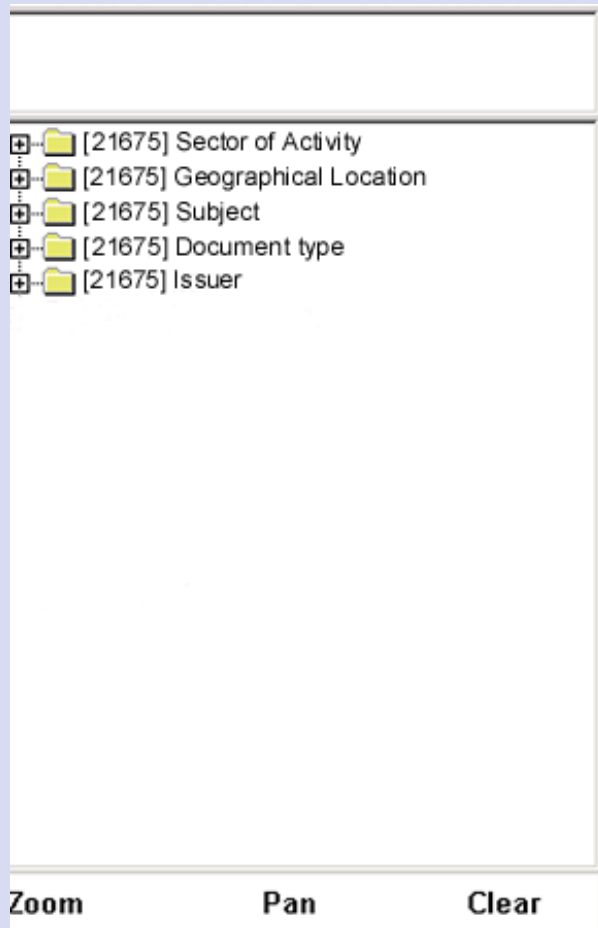 [21675] Sector of Activity
[21675] Geographical Location
[21675] Subject
[21675] Document type
[21675] Issuer
Zoom Pan Clear